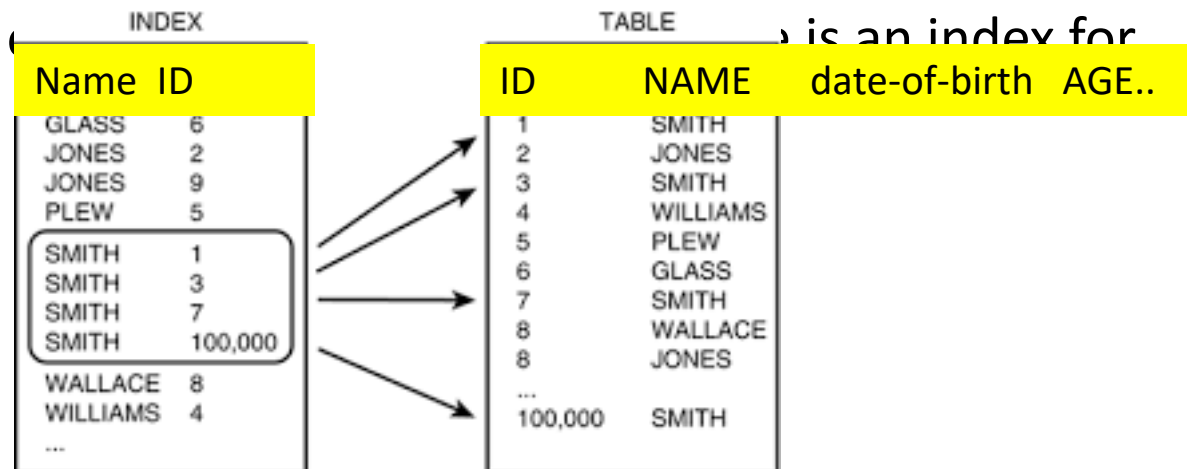 INDEX
TABLE
is an index for
Name ID
ID NAME date-of-birth AGE..
GLASS 6
JONES 2
JONES 9
PLEW 5
SMITH 1
SMITH 3
SMITH 7
SMITH 100,000
WALLACE 8
WILLIAMS 4
...
1 SMITH
2 JONES
3 SMITH
4 WILLIAMS
5 PLEW
6 GLASS
7 SMITH
8 WALLACE
8 JONES
...
100,000 SMITH